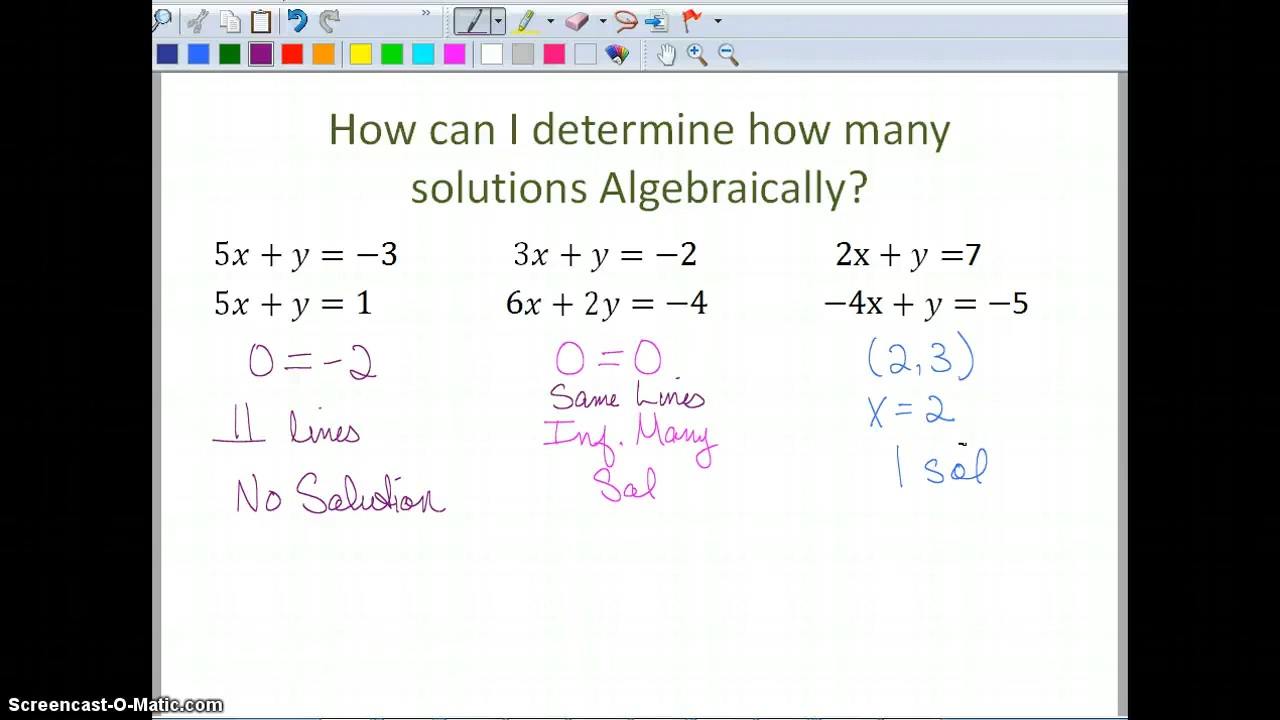 How can I determine how many
solutions Algebraically?
5x + y = −3
5x + y = 1
0 = -2
|| lines
No Solution
3x + y = −2
6x + 2y = −4
0 = 0
Same Lines
Inf. Many
Sol
2x + y =7
−4x + y = −5
(2,3)
x = 2
1 sol
Screencast-O-Matic.com